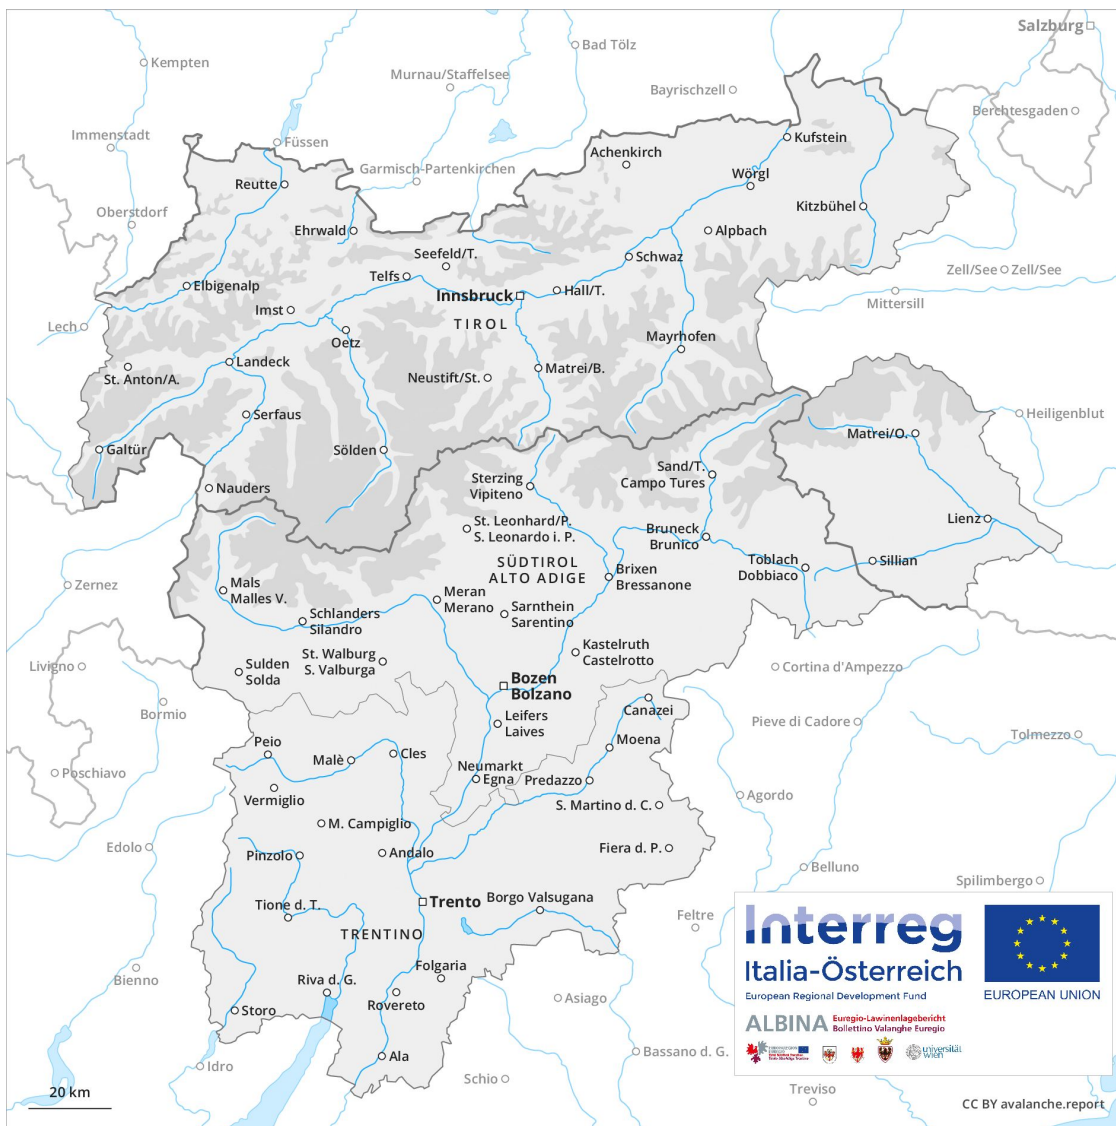 Salzburg
Bad Tölz
Kempten
Murnau/Staffelsee
Bayrischzell
Berchtesgaden
Immenstadt
Füssen
Kufstein
Achenkirch
Garmisch-Partenkirchen
Wörgl
Reutte
Kitzbühel
Oberstdorf
Ehrwald
Alpbach
Seefeld/T.
Schwaz
Telfs
Zell/See
Zell/See
Elbigenalp
Hall/T.
Innsbruck
Mittersill
Imst
TIROL
Lech
Oetz
Mayrhofen
Landeck
Matrei/B.
St. Anton/A.
Neustift/St.
Serfaus
Heiligenblut
Matrei/O.
Galtür
Sölden
Sand/T.
Campo Tures
Sterzing
Vipiteno
Nauders
Lienz
St. Leonhard/P.
S. Leonardo i. P.
Bruneck
Brunico
SÜDTIROL
ALTO ADIGE
Toblach
Dobbiaco
Sillian
Brixen
Bressanone
Zernez
Mals
Malles V.
Meran
Merano
Sarnthein
Sarentino
Schlanders
Silandro
Kastelruth
Castelrotto
St. Walburg
S. Valburga
Livigno
Sulden
Solda
Cortina d'Ampezzo
Bozen
Bolzano
Bormio
Canazei
Leifers
Laives
Pieve di Cadore
Tolmezzo
Moena
Peio
Cles
Malè
Neumarkt
Egna
Predazzo
Poschiavo
Vermiglio
S. Martino d. C.
Agordo
M. Campiglio
Edolo
Pinzolo
Andalo
Fiera d. P.
Belluno
Spilimbergo
Tione d. T.
Trento
Borgo Valsugana
Feltre
TRENTINO
Folgaria
Bienno
Riva d. G.
Rovereto
Asiago
Storo
Ala
Bassano d. G.
Idro
Schio
Treviso
20 km
Interreg
Italia-Österreich
European Regional Development Fund
EUROPEAN UNION
ALBINA
Euregio-Lawinenlagebericht
Bollettino Valanghe Euregio
universität
wien
CC BY avalanche.report